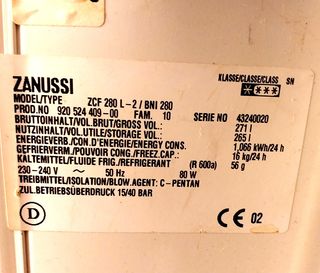 ZANUSSI KLASSE/CLASSE/CLASS SN
MODEL/TYPE ZCF 280 L-2 / BNI 280
PROD.NO 920 524 409-00 FAM. 10 SERIE NO 43240020
BRUTTOINHALT/VOL.BRUT/GROSS VOL.: 271 l
NUTZINHALT/VOL.UTILE/STORAGE VOL.: 265 l
ENERGIEVERB./CON.D'ENERGIE/ENERGY CONS. 1,066 kWh/24 h
GEFRIERVERM./POUVOIR CONG./FREEZ.CAP.: 16 kg/24 h
KÄLTEMITTEL/FLUIDE FRIG./REFRIGERANT (R 600a) 56 g
230-240 V ~ 50 Hz 80 W
TREIBMITTEL/ISOLATION/BLOW.AGENT: C-PENTAN
ZUL.BETRIEBSÜBERDRUCK 15/40 BAR
D CE 02